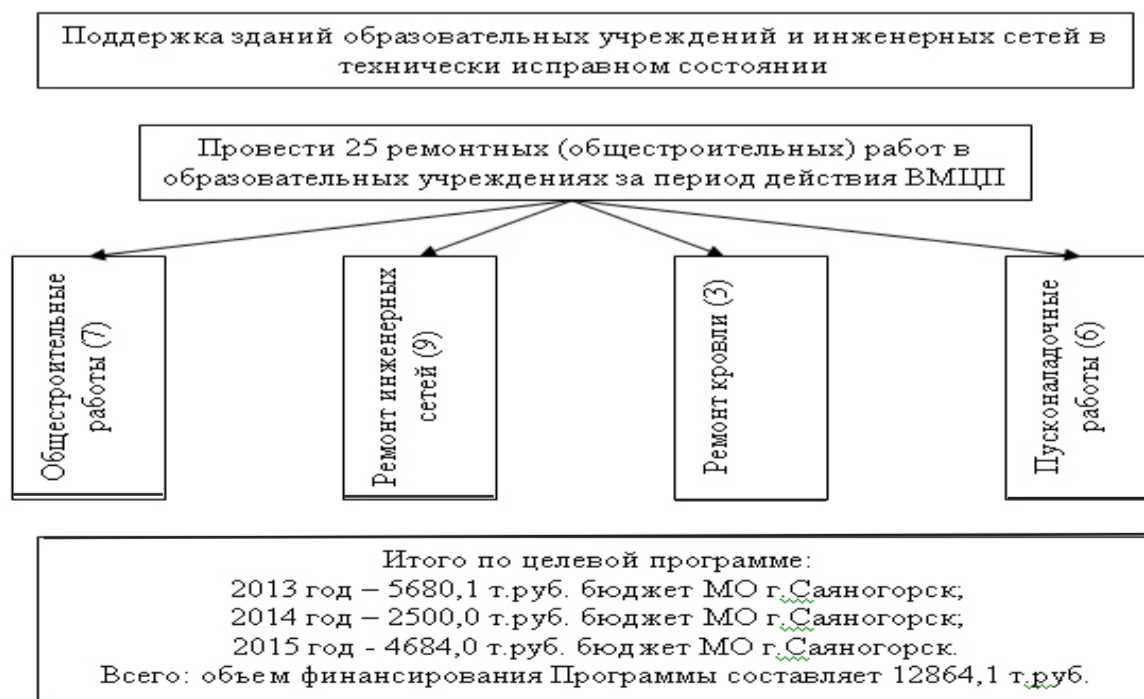 Поддержка зданий образовательных учреждений и инженерных сетей в
технически исправном состоянии
Провести 25 ремонтных (общестроительных) работ в
образовательных учреждениях за период действия ВМЦП
Общестроительные
работы (7)
Ремонт инженерных
сетей (9)
Ремонт кровли (3)
Пусконаладочные
работы (6)
Итого по целевой программе:
2013 год – 5680,1 т.руб. бюджет МО г.Саяногорск;
2014 год – 2500,0 т.руб. бюджет МО г.Саяногорск;
2015 год - 4684,0 т.руб. бюджет МО г.Саяногорск.
Всего: объем финансирования Программы составляет 12864,1 т.руб.